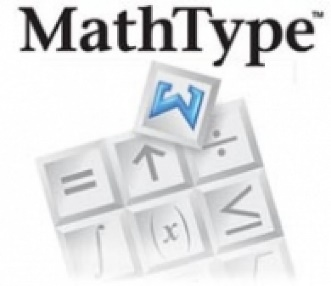 MathType™
Σ
= ↑ ÷
∫ (x) ≤